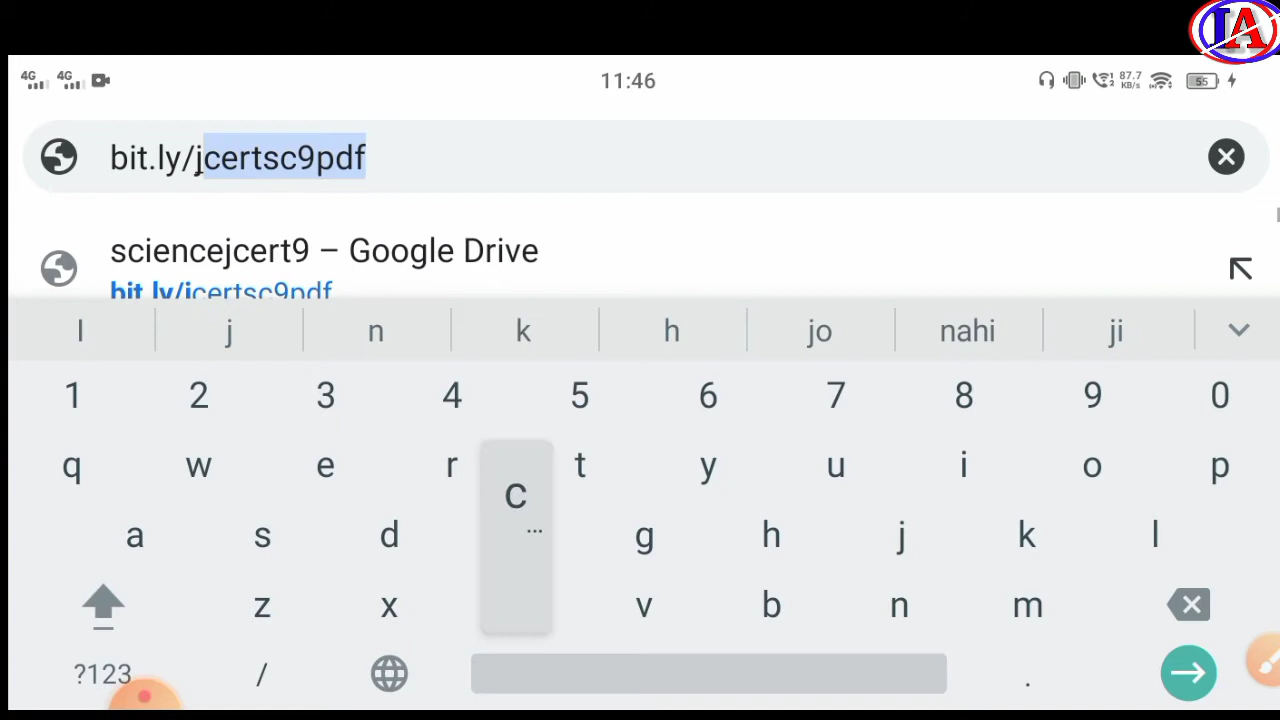 IA
4G 4G 11:46 2 87.7 KB/s 55
bit.ly/jcertsc9pdf
sciencejcert9 – Google Drive
bit.ly/jcertsc9pdf
l j n k h jo nahi ji
1 2 3 4 5 6 7 8 9 0
q w e r t y u i o p
a s d c ... g h j k l
z x v b n m
?123 / .